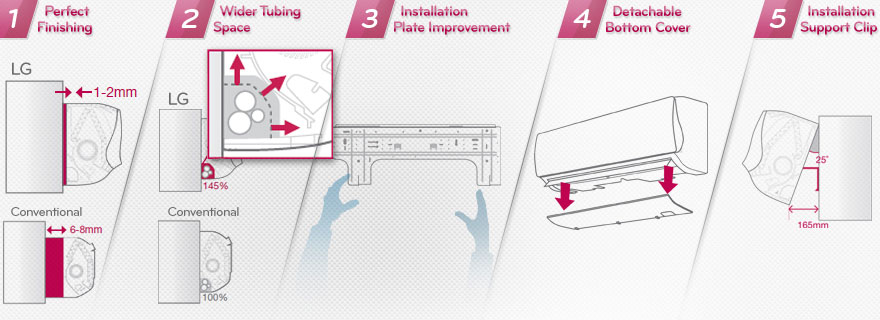 1 Perfect
Finishing
LG
1-2mm
Conventional
6-8mm
2 Wider Tubing
Space
LG
145%
Conventional
100%
3 Installation
Plate Improvement
4 Detachable
Bottom Cover
5 Installation
Support Clip
25°
165mm